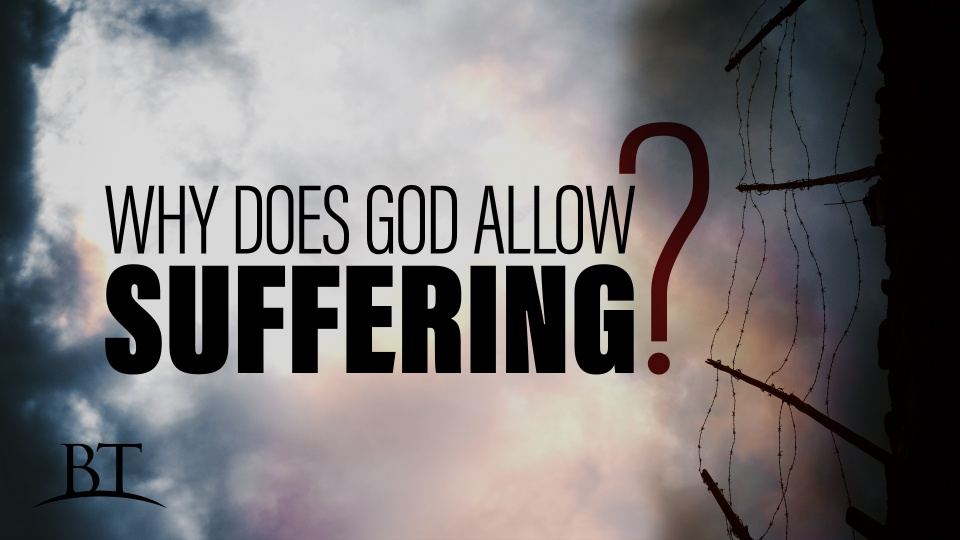 WHY DOES GOD ALLOW
SUFFERING?
BT